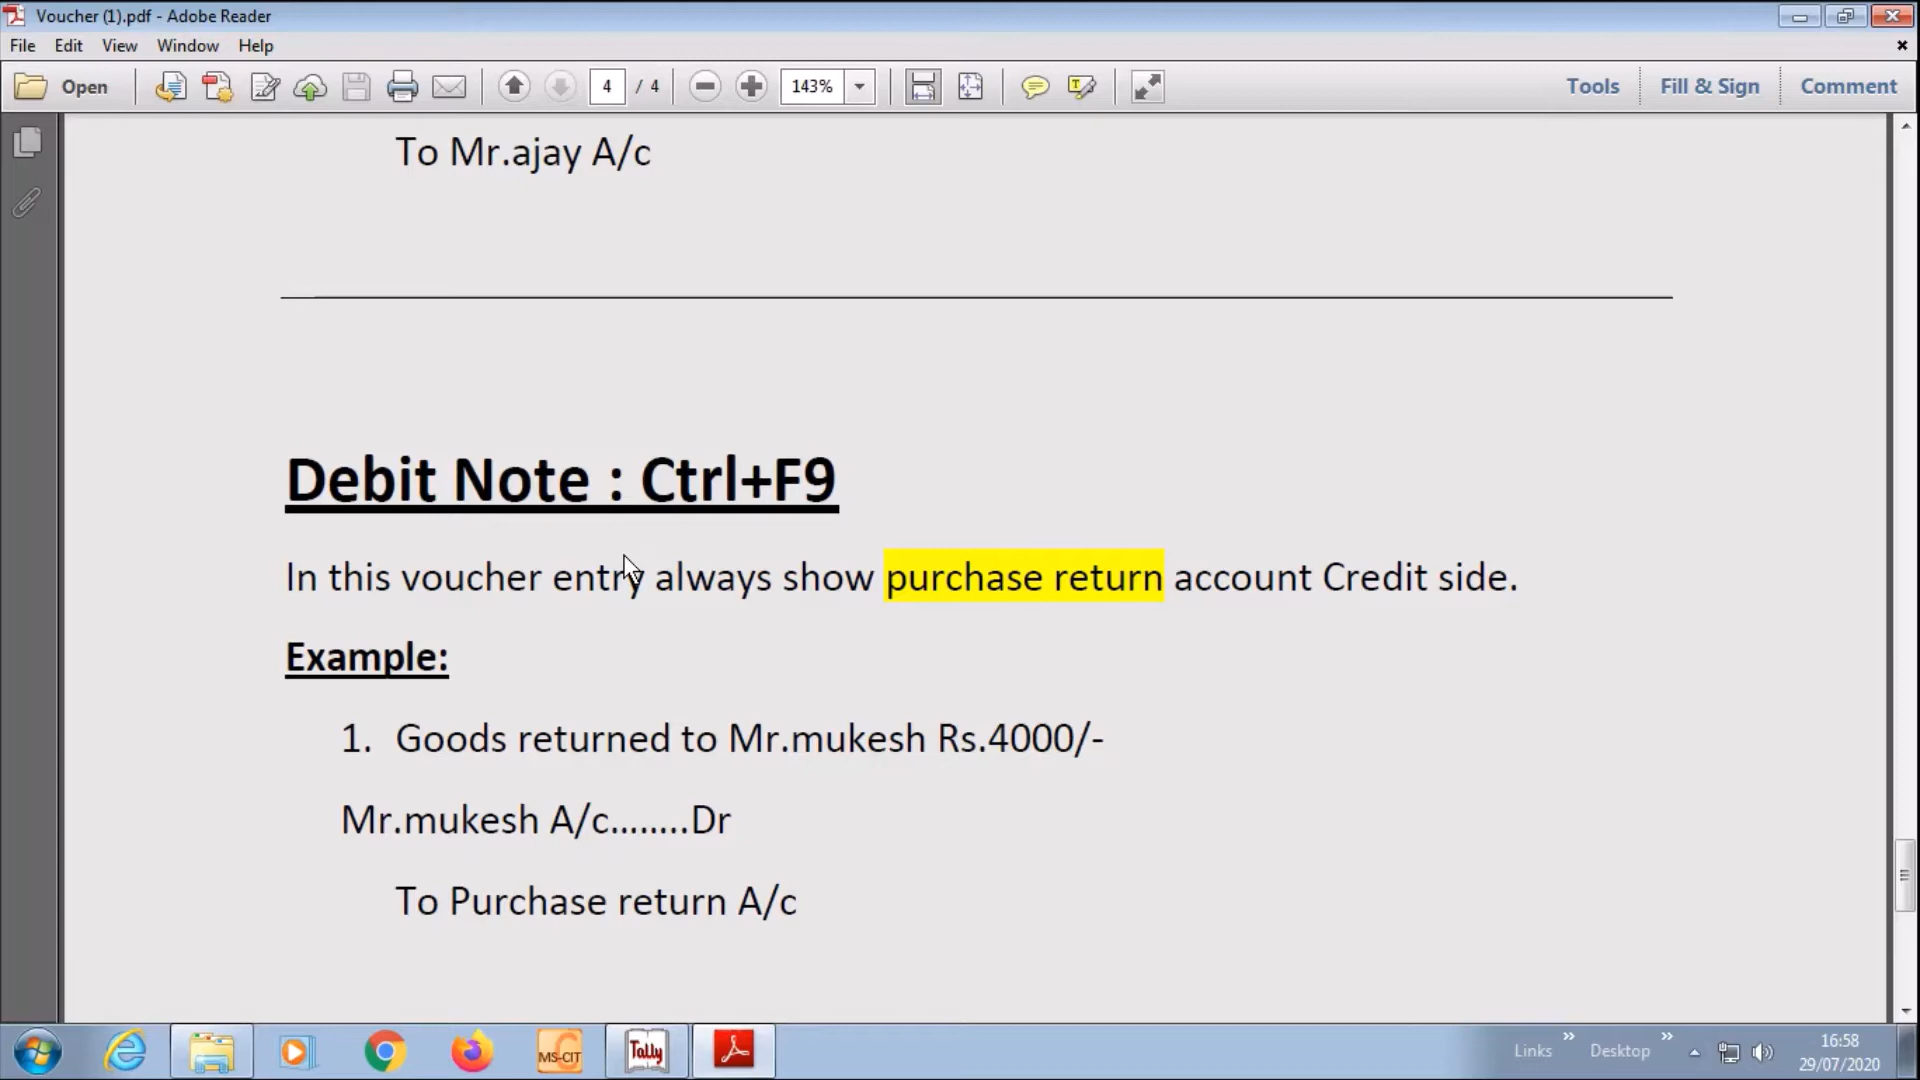 Voucher (1).pdf - Adobe Reader
File Edit View Window Help
Open 4 / 4 143% Tools Fill & Sign Comment
To Mr.ajay A/c
Debit Note : Ctrl+F9
In this voucher entry always show purchase return account Credit side.
Example:
1. Goods returned to Mr.mukesh Rs.4000/-
Mr.mukesh A/c........Dr
To Purchase return A/c
MS-CIT Tally Links » Desktop » 16:58
29/07/2020